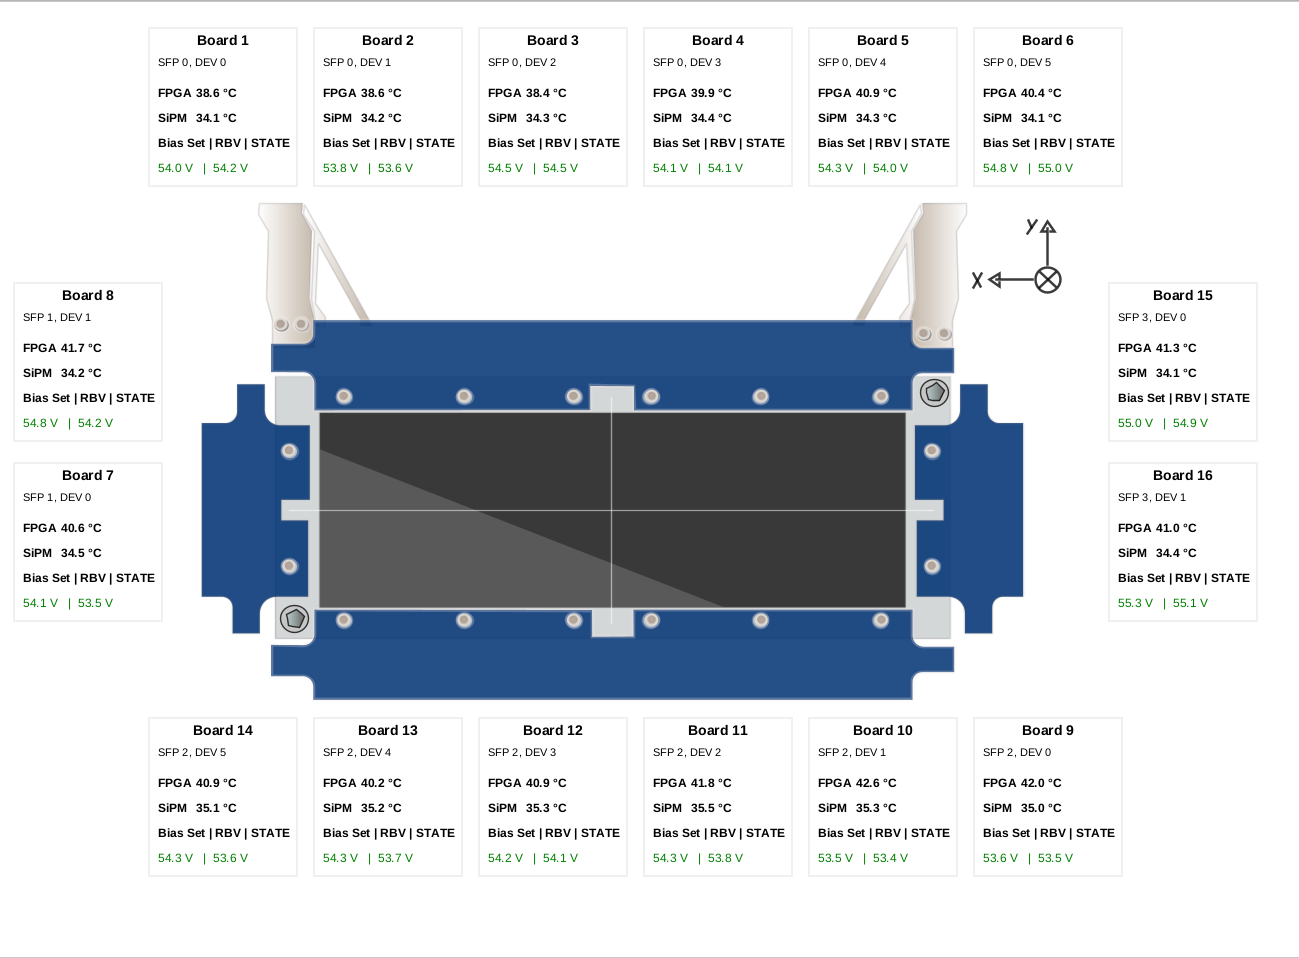 Board 1
SFP 0, DEV 0
FPGA 38.6 °C
SiPM 34.1 °C
Bias Set | RBV | STATE
54.0 V | 54.2 V
Board 2
SFP 0, DEV 1
FPGA 38.6 °C
SiPM 34.2 °C
Bias Set | RBV | STATE
53.8 V | 53.6 V
Board 3
SFP 0, DEV 2
FPGA 38.4 °C
SiPM 34.3 °C
Bias Set | RBV | STATE
54.5 V | 54.5 V
Board 4
SFP 0, DEV 3
FPGA 39.9 °C
SiPM 34.4 °C
Bias Set | RBV | STATE
54.1 V | 54.1 V
Board 5
SFP 0, DEV 4
FPGA 40.9 °C
SiPM 34.3 °C
Bias Set | RBV | STATE
54.3 V | 54.0 V
Board 6
SFP 0, DEV 5
FPGA 40.4 °C
SiPM 34.1 °C
Bias Set | RBV | STATE
54.8 V | 55.0 V
y
x
Board 8
SFP 1, DEV 1
FPGA 41.7 °C
SiPM 34.2 °C
Bias Set | RBV | STATE
54.8 V | 54.2 V
Board 15
SFP 3, DEV 0
FPGA 41.3 °C
SiPM 34.1 °C
Bias Set | RBV | STATE
55.0 V | 54.9 V
Board 7
SFP 1, DEV 0
FPGA 40.6 °C
SiPM 34.5 °C
Bias Set | RBV | STATE
54.1 V | 53.5 V
Board 16
SFP 3, DEV 1
FPGA 41.0 °C
SiPM 34.4 °C
Bias Set | RBV | STATE
55.3 V | 55.1 V
Board 14
SFP 2, DEV 5
FPGA 40.9 °C
SiPM 35.1 °C
Bias Set | RBV | STATE
54.3 V | 53.6 V
Board 13
SFP 2, DEV 4
FPGA 40.2 °C
SiPM 35.2 °C
Bias Set | RBV | STATE
54.3 V | 53.7 V
Board 12
SFP 2, DEV 3
FPGA 40.9 °C
SiPM 35.3 °C
Bias Set | RBV | STATE
54.2 V | 54.1 V
Board 11
SFP 2, DEV 2
FPGA 41.8 °C
SiPM 35.5 °C
Bias Set | RBV | STATE
54.3 V | 53.8 V
Board 10
SFP 2, DEV 1
FPGA 42.6 °C
SiPM 35.3 °C
Bias Set | RBV | STATE
53.5 V | 53.4 V
Board 9
SFP 2, DEV 0
FPGA 42.0 °C
SiPM 35.0 °C
Bias Set | RBV | STATE
53.6 V | 53.5 V